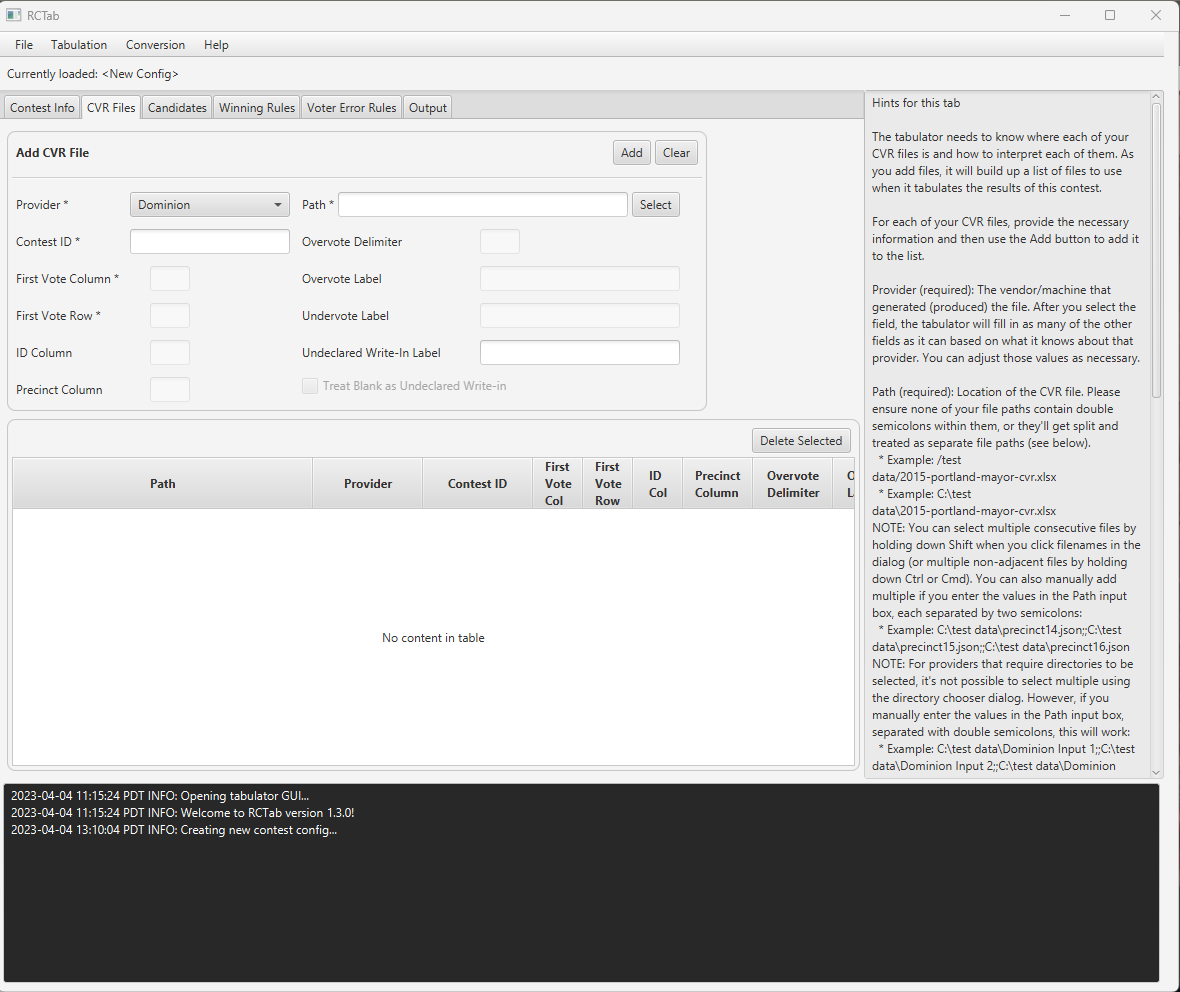 RCTab
File Tabulation Conversion Help
Currently loaded: <New Config>
Contest Info CVR Files Candidates Winning Rules Voter Error Rules Output
Add CVR File Add Clear
Provider * Dominion Path * Select
Contest ID * Overvote Delimiter
First Vote Column * Overvote Label
First Vote Row * Undervote Label
ID Column Undeclared Write-In Label
Precinct Column Treat Blank as Undeclared Write-in
Delete Selected
Path Provider Contest ID First Vote Col First Vote Row ID Col Precinct Column Overvote Delimiter
No content in table
Hints for this tab
The tabulator needs to know where each of your
CVR files is and how to interpret each of them. As
you add files, it will build up a list of files to use
when it tabulates the results of this contest.
For each of your CVR files, provide the necessary
information and then use the Add button to add it
to the list.
Provider (required): The vendor/machine that
generated (produced) the file. After you select the
field, the tabulator will fill in as many of the other
fields as it can based on what it knows about that
provider. You can adjust those values as necessary.
Path (required): Location of the CVR file. Please
ensure none of your file paths contain double
semicolons within them, or they'll get split and
treated as separate file paths (see below).
* Example: /test
data/2015-portland-mayor-cvr.xlsx
* Example: C:\test
data\2015-portland-mayor-cvr.xlsx
NOTE: You can select multiple consecutive files by
holding down Shift when you click filenames in the
dialog (or multiple non-adjacent files by holding
down Ctrl or Cmd). You can also manually add
multiple if you enter the values in the Path input
box, each separated by two semicolons:
* Example: C:\test data\precinct14.json;;C:\test
data\precinct15.json;;C:\test data\precinct16.json
NOTE: For providers that require directories to be
selected, it's not possible to select multiple using
the directory chooser dialog. However, if you
manually enter the values in the Path input box,
separated with double semicolons, this will work:
* Example: C:\test data\Dominion Input 1;;C:\test
data\Dominion Input 2;;C:\test data\Dominion
2023-04-04 11:15:24 PDT INFO: Opening tabulator GUI...
2023-04-04 11:15:24 PDT INFO: Welcome to RCTab version 1.3.0!
2023-04-04 13:10:04 PDT INFO: Creating new contest config...